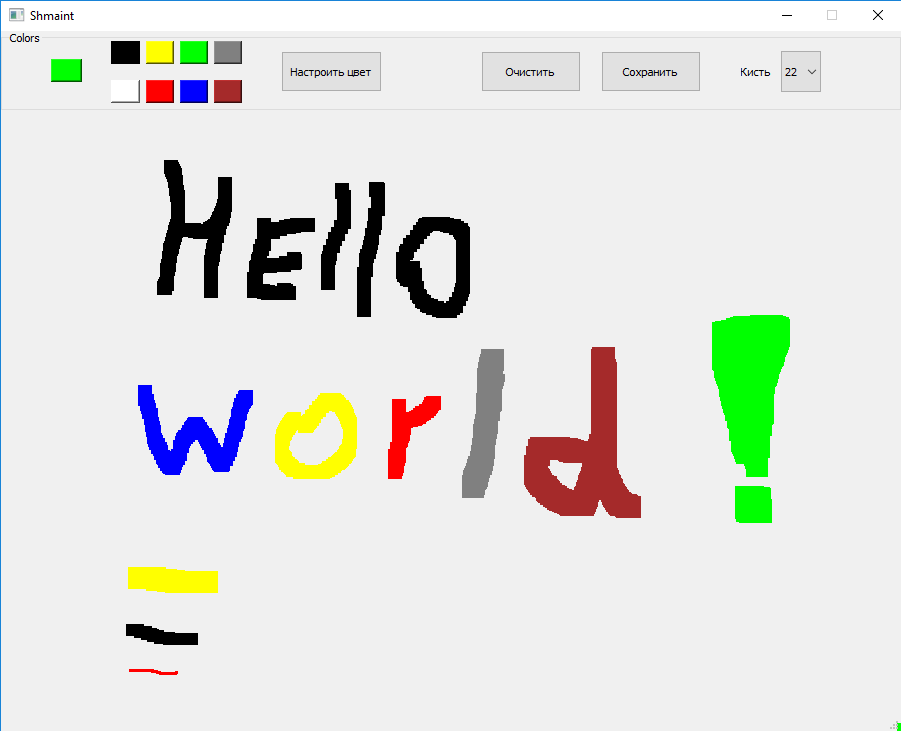 Shmaint
Colors
Настроить цвет
Очистить
Сохранить
Кисть
22
Hello
world!